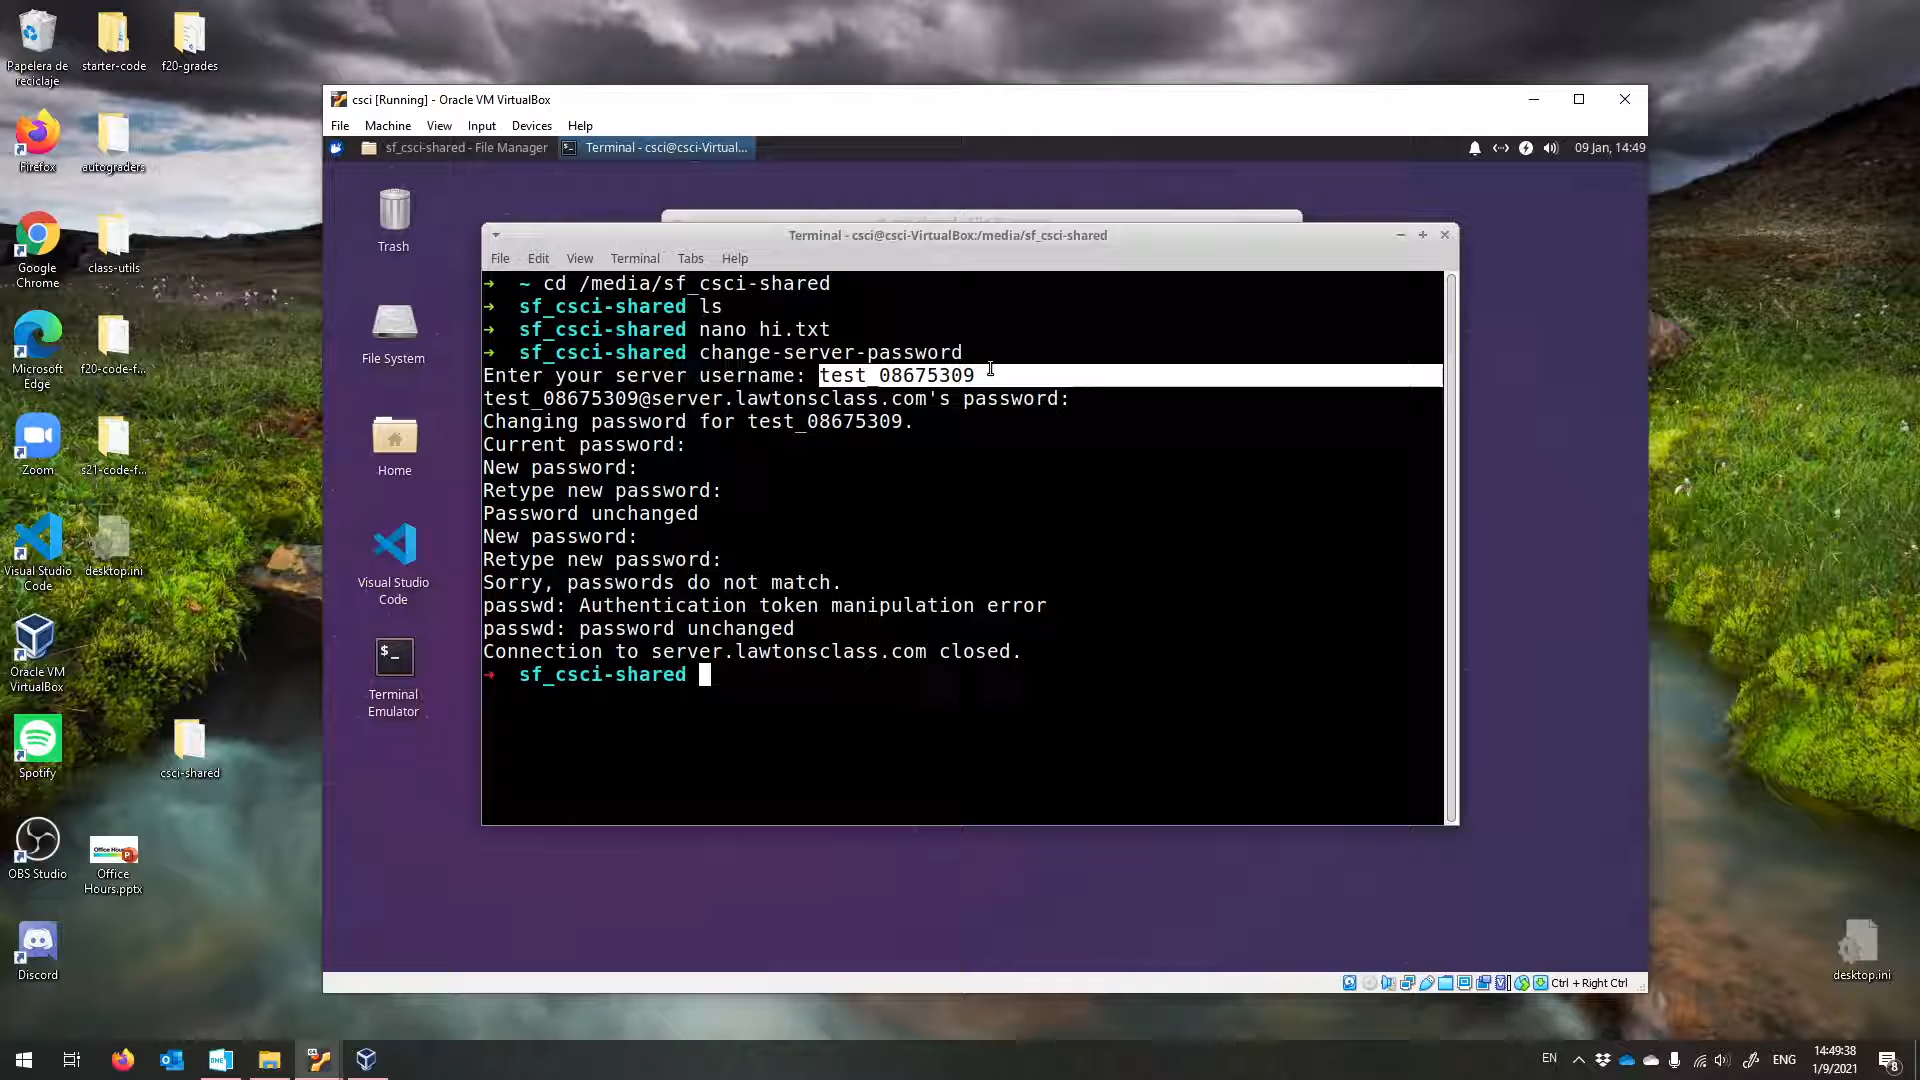 Papelera de
reciclaje
starter-code
f20-grades
Firefox
autograders
Google
Chrome
class-utils
Microsoft
Edge
f20-code-f...
Zoom
s21-code-f...
Visual Studio
Code
desktop.ini
Oracle VM
VirtualBox
Spotify
csci-shared
OBS Studio
Office Hours
Office
Hours.pptx
Discord
desktop.ini
csci [Running] - Oracle VM VirtualBox
File Machine View Input Devices Help
sf_csci-shared - File Manager
Terminal - csci@csci-Virtual...
09 Jan, 14:49
Trash
File System
Home
Visual Studio
Code
$_
Terminal
Emulator
Terminal - csci@csci-VirtualBox:/media/sf_csci-shared
File Edit View Terminal Tabs Help
➜ ~ cd /media/sf_csci-shared
➜ sf_csci-shared ls
➜ sf_csci-shared nano hi.txt
➜ sf_csci-shared change-server-password
Enter your server username: test_08675309
test_08675309@server.lawtonsclass.com's password:
Changing password for test_08675309.
Current password:
New password:
Retype new password:
Password unchanged
New password:
Retype new password:
Sorry, passwords do not match.
passwd: Authentication token manipulation error
passwd: password unchanged
Connection to server.lawtonsclass.com closed.
➜ sf_csci-shared
Ctrl + Right Ctrl
EN
ENG
14:49:38
1/9/2021
8